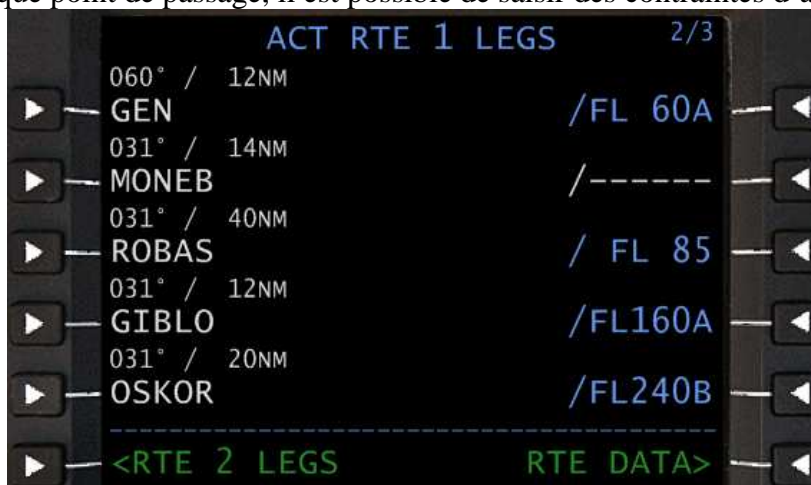 ACT RTE 1 LEGS 2/3
060° / 12NM
GEN /FL 60A
031° / 14NM
MONEB /------
031° / 40NM
ROBAS / FL 85
031° / 12NM
GIBLO /FL160A
031° / 20NM
OSKOR /FL240B
<RTE 2 LEGS RTE DATA>